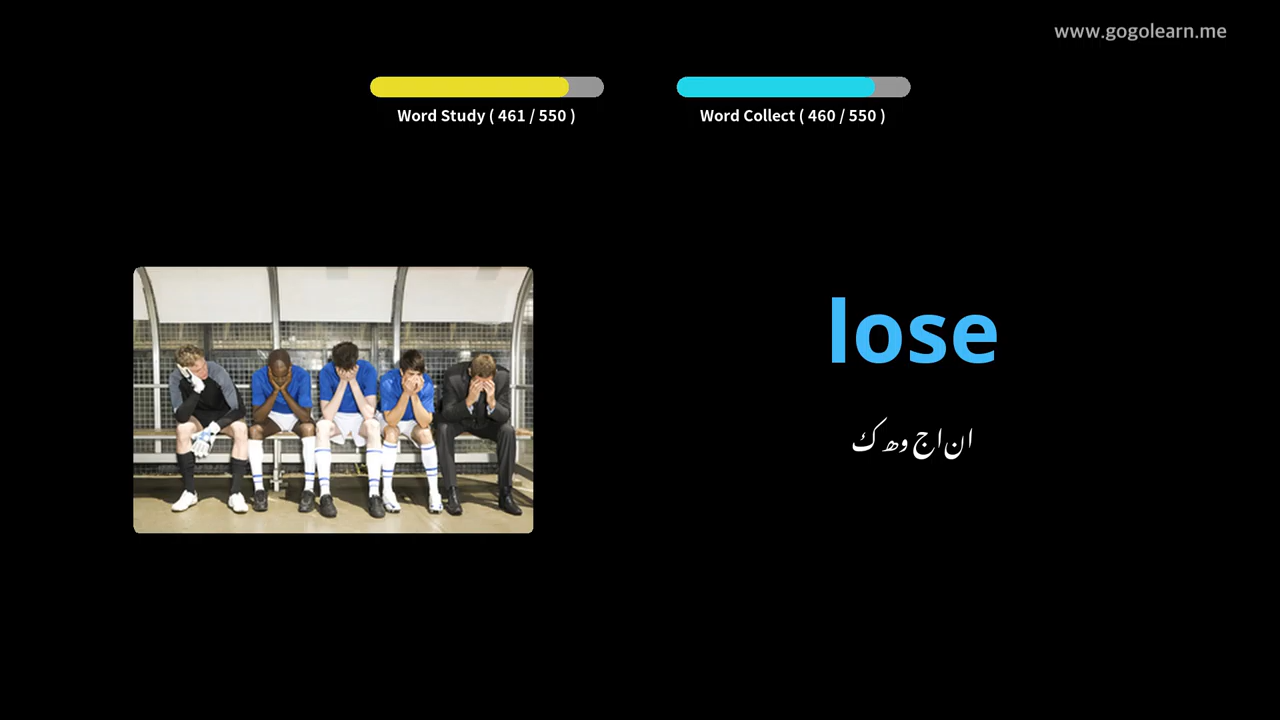 www.gogolearn.me
Word Study ( 461 / 550 )
Word Collect ( 460 / 550 )
lose
ان اج وھ ک